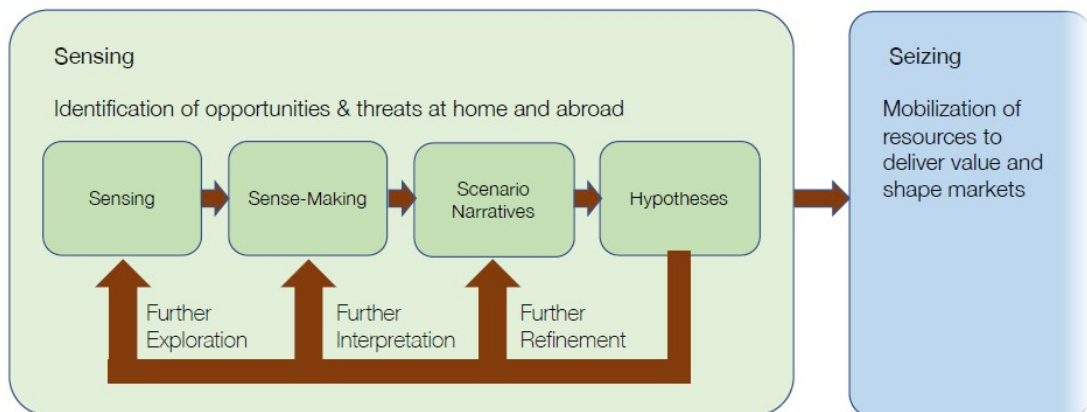 Sensing
Identification of opportunities & threats at home and abroad
Sensing
Sense-Making
Scenario
Narratives
Hypotheses
Further
Exploration
Further
Interpretation
Further
Refinement
Seizing
Mobilization of
resources to
deliver value and
shape markets